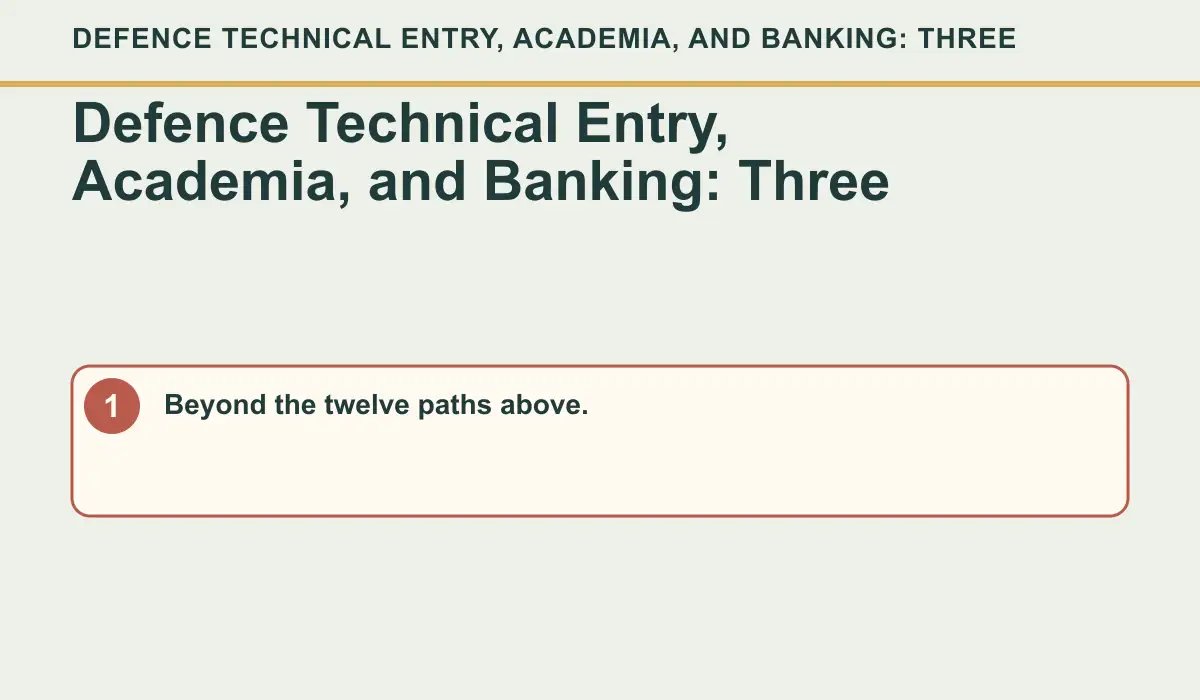 DEFENCE TECHNICAL ENTRY, ACADEMIA, AND BANKING: THREE
Defence Technical Entry,
Academia, and Banking: Three
1 Beyond the twelve paths above.